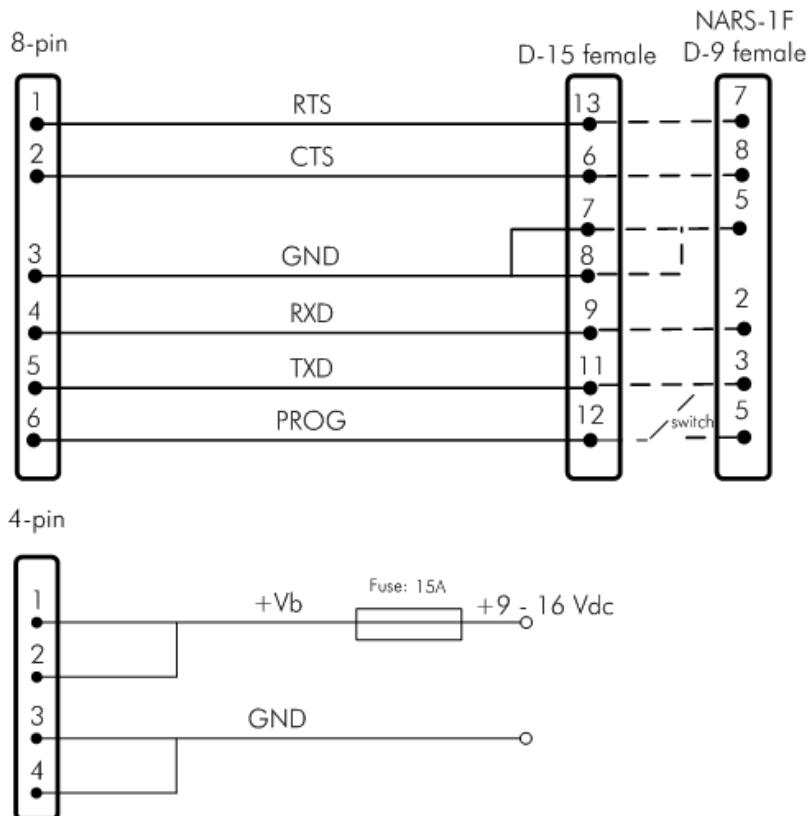 NARS-1F
8-pin
D-15 female
D-9 female
1 RTS 13 7
2 CTS 6 8
7 5
3 GND 8
4 RXD 9 2
5 TXD 11 3
6 PROG 12 switch 5
4-pin
Fuse: 15A
1 +Vb +9 - 16 Vdc
2
3 GND
4